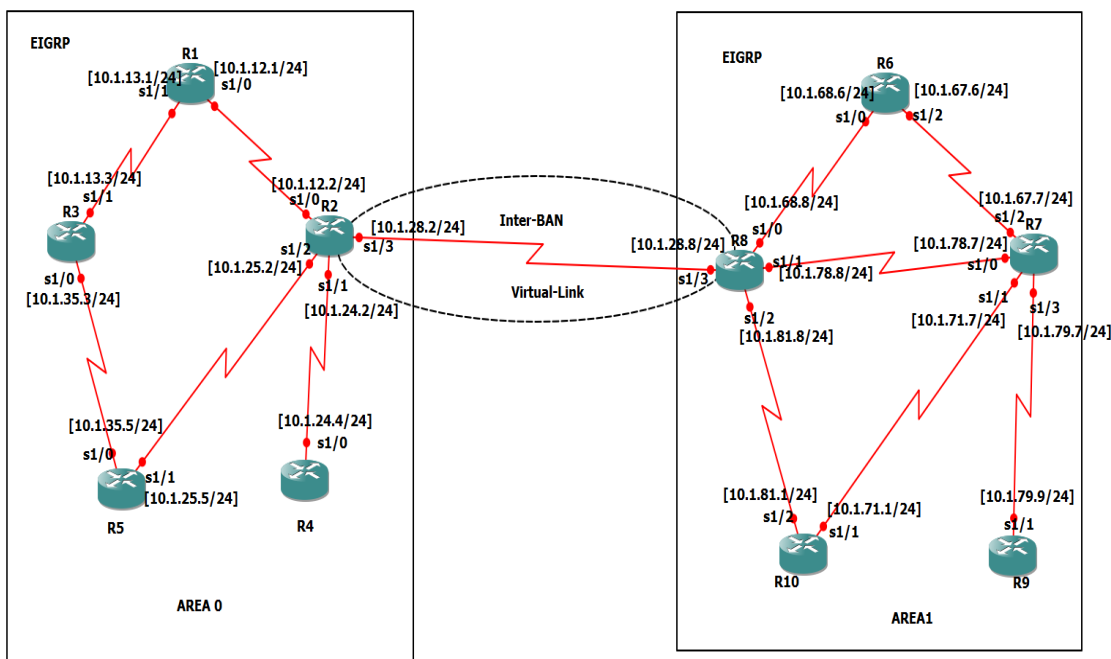 EIGRP
R1
[10.1.13.1/24]
[10.1.12.1/24]
s1/1
s1/0
[10.1.13.3/24]
s1/1
R3
s1/0
[10.1.35.3/24]
[10.1.12.2/24]
s1/0
R2
s1/2
[10.1.25.2/24]
s1/1
[10.1.24.2/24]
[10.1.28.2/24]
s1/3
[10.1.35.5/24]
s1/0
s1/1
[10.1.25.5/24]
R5
[10.1.24.4/24]
s1/0
R4
AREA 0
Inter-BAN
Virtual-Link
EIGRP
R6
[10.1.68.6/24]
[10.1.67.6/24]
s1/0
s1/2
[10.1.68.8/24]
s1/0
[10.1.28.8/24]
R8
s1/3
s1/1
[10.1.78.8/24]
s1/2
[10.1.81.8/24]
[10.1.67.7/24]
s1/2
R7
[10.1.78.7/24]
s1/0
s1/1
[10.1.71.7/24]
s1/3
[10.1.79.7/24]
[10.1.81.1/24]
s1/2
[10.1.71.1/24]
s1/1
R10
[10.1.79.9/24]
s1/1
R9
AREA1